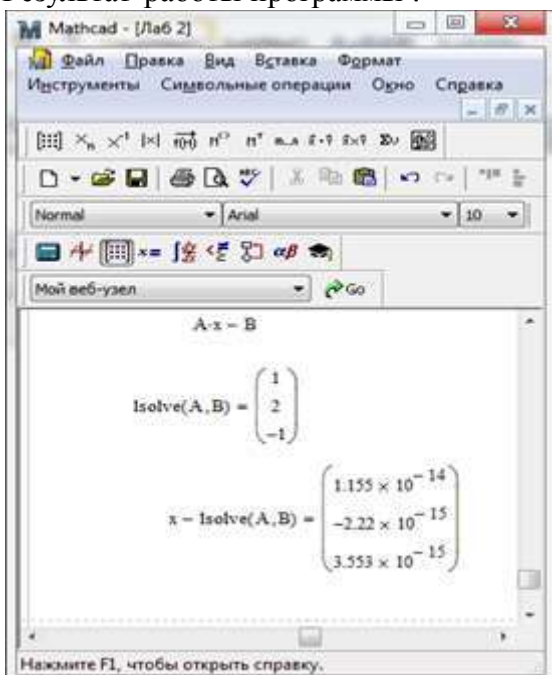 Результат работы программы:
Mathcad - [Лаб 2]
Файл Правка Вид Вставка Формат
Инструменты Символьные операции Окно Справка
Normal Arial 10
Мой веб-узел Go
A·x = B
lsolve(A,B) = (1 2 −1)
x − lsolve(A,B) = (1.155 × 10^−14 −2.22 × 10^−15 3.553 × 10^−15)
Нажмите F1, чтобы открыть справку.